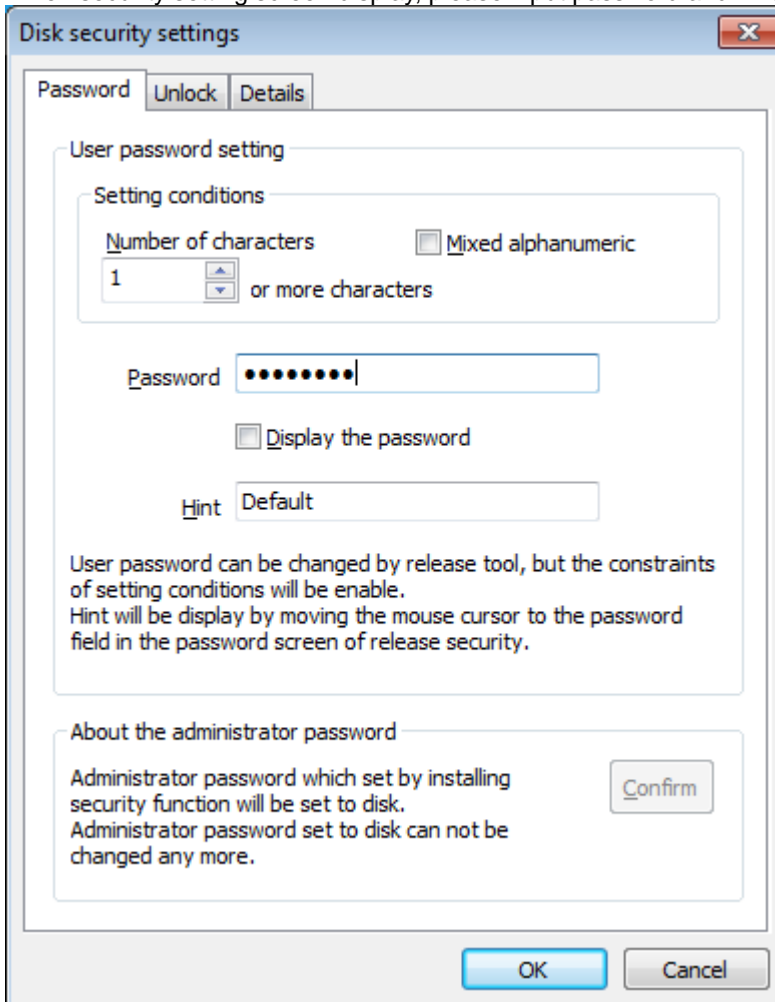 Disk security settings
Password Unlock Details
User password setting
Setting conditions
Number of characters
Mixed alphanumeric
1
or more characters
Password ••••••••
Display the password
Hint Default
User password can be changed by release tool, but the constraints
of setting conditions will be enable.
Hint will be display by moving the mouse cursor to the password
field in the password screen of release security.
About the administrator password
Administrator password which set by installing
security function will be set to disk.
Administrator password set to disk can not be
changed any more.
Confirm
OK Cancel